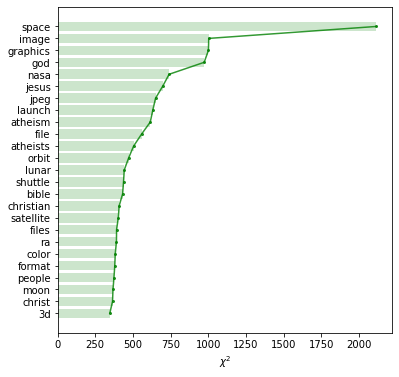 space
image
graphics
god
nasa
jesus
jpeg
launch
atheism
file
atheists
orbit
lunar
shuttle
bible
christian
satellite
files
ra
color
format
people
moon
christ
3d
0 250 500 750 1000 1250 1500 1750 2000
χ²